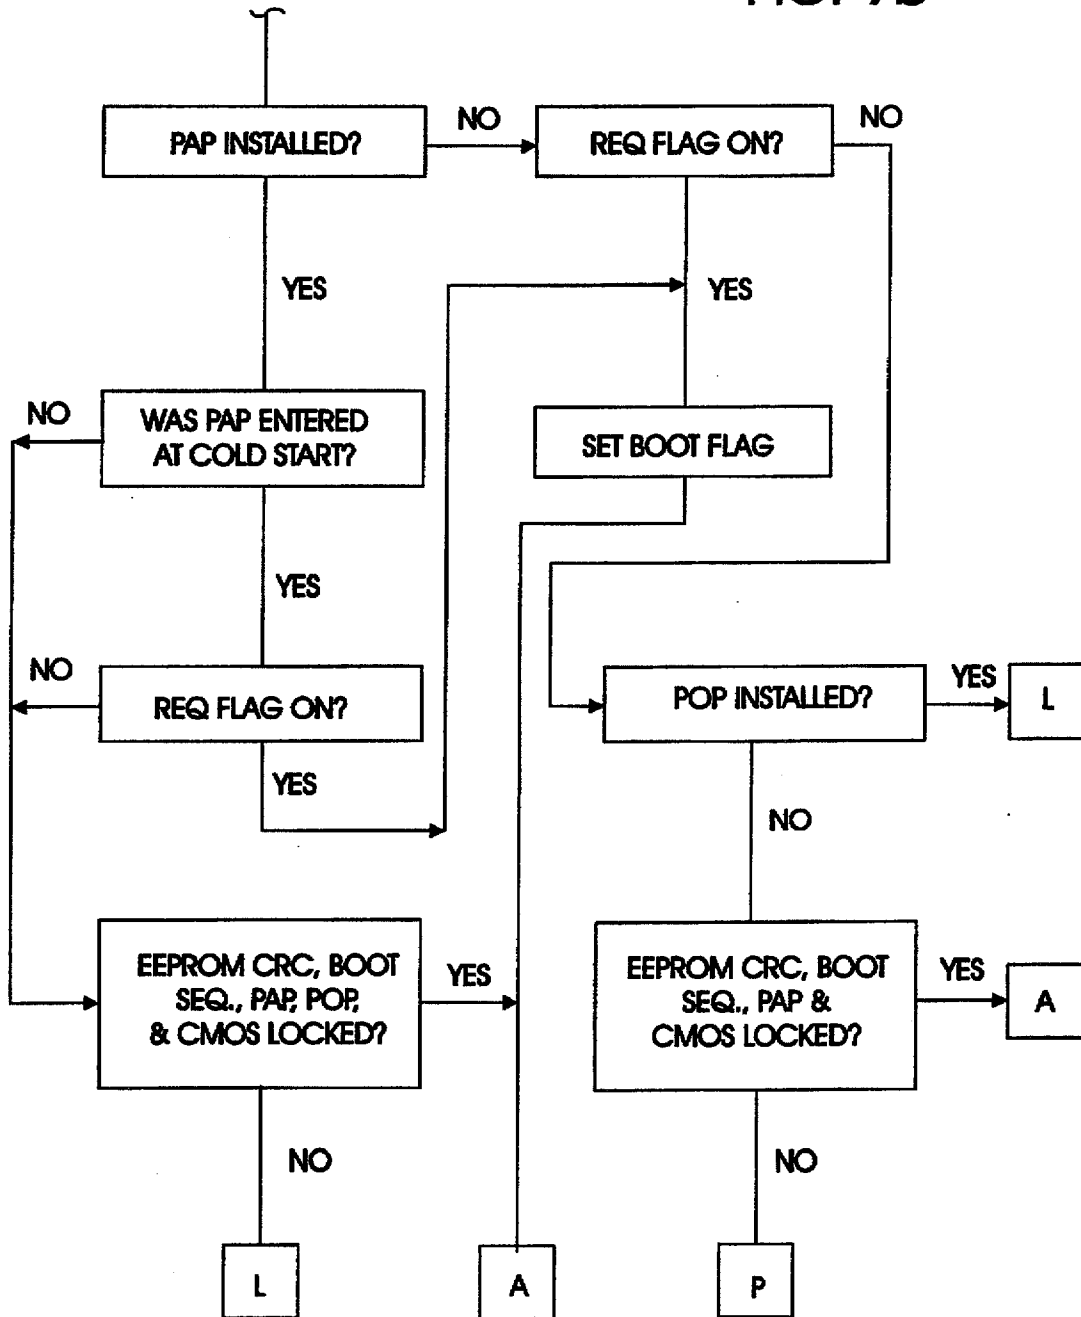 PAP INSTALLED?
NO
REQ FLAG ON?
NO
YES
YES
NO
WAS PAP ENTERED
AT COLD START?
SET BOOT FLAG
YES
NO
REQ FLAG ON?
POP INSTALLED?
YES
L
YES
NO
EEPROM CRC, BOOT
SEQ., PAP, POP,
& CMOS LOCKED?
YES
EEPROM CRC, BOOT
SEQ., PAP &
CMOS LOCKED?
YES
A
NO
NO
L
A
P